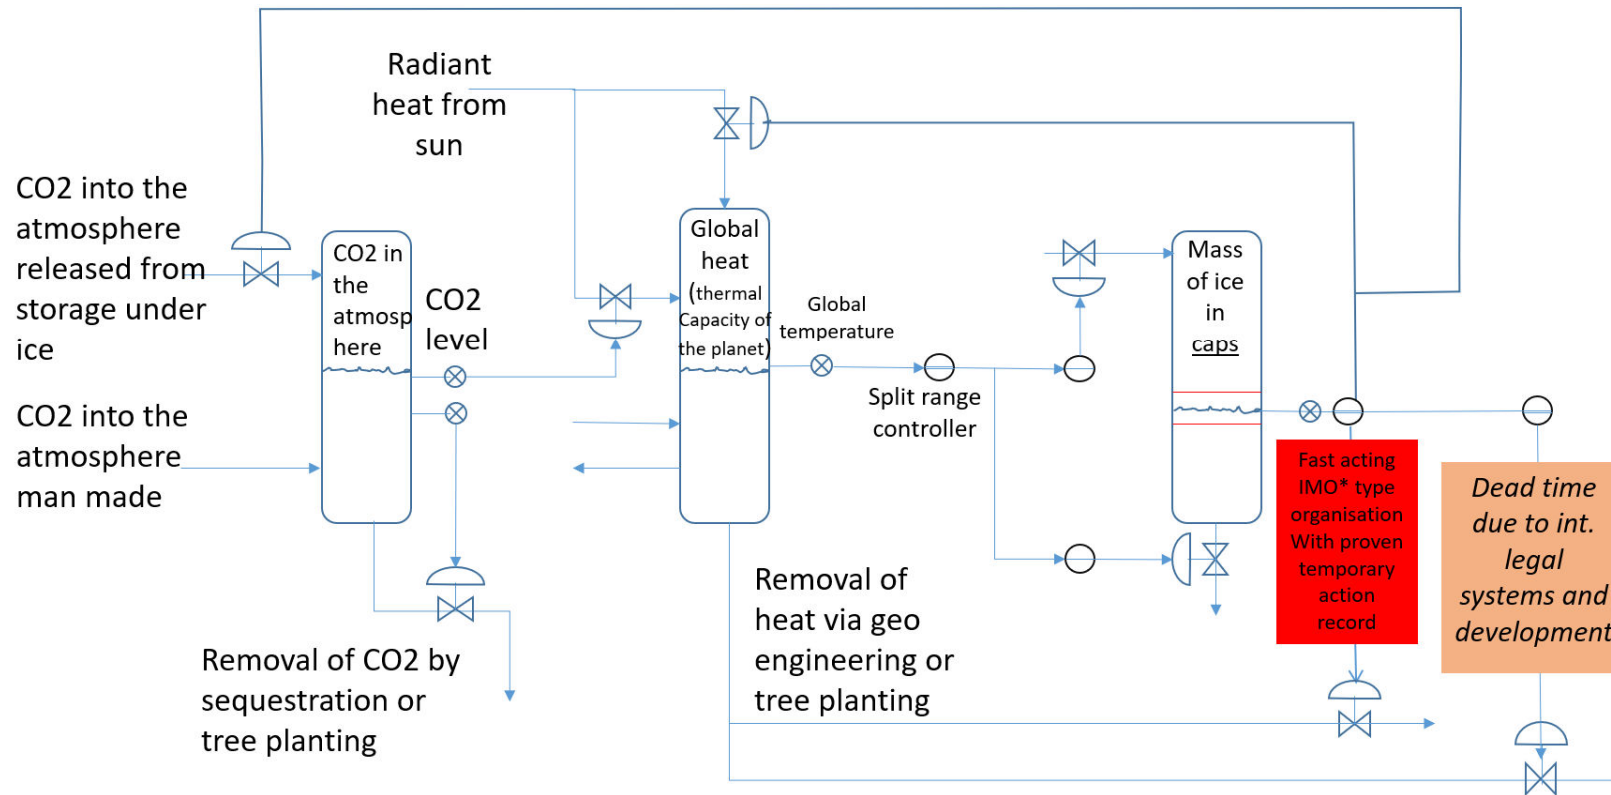 Radiant
heat from
sun
CO2 into the
atmosphere
released from
storage under
ice
CO2 in
the
atmosp
here
CO2
level
Global
heat
(thermal
Capacity of
the planet)
Global
temperature
Split range
controller
Mass
of ice
in
caps
CO2 into the
atmosphere
man made
Removal of CO2 by
sequestration or
tree planting
Removal of
heat via geo
engineering or
tree planting
Fast acting
IMO* type
organisation
With proven
temporary
action
record
Dead time
due to int.
legal
systems and
development